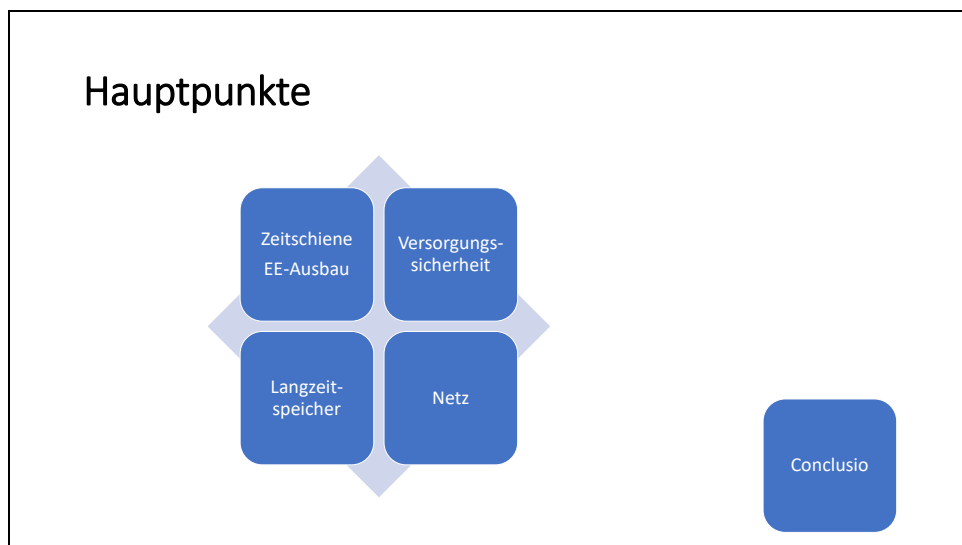 Hauptpunkte
Zeitschiene
EE-Ausbau
Versorgungs-
sicherheit
Langzeit-
speicher
Netz
Conclusio